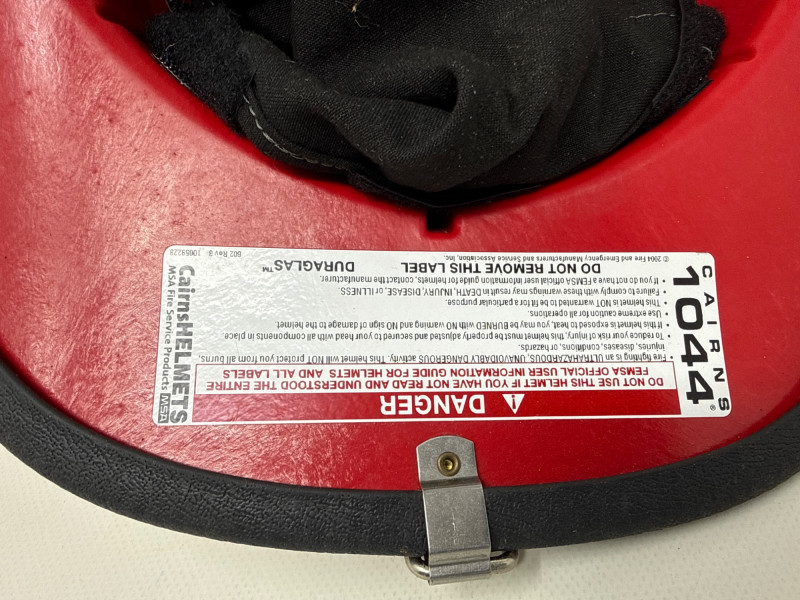 DANGER
DO NOT USE THIS HELMET IF YOU HAVE NOT READ AND UNDERSTOOD THE ENTIRE
FEMSA OFFICIAL USER INFORMATION GUIDE FOR HELMETS AND ALL LABELS
Fire fighting is an ULTRAHAZARDOUS, UNAVOIDABLY DANGEROUS activity. This helmet will NOT protect you from all burns,
injuries, diseases, conditions, or hazards.
• To reduce your risk of injury, this helmet must be properly adjusted and secured to your head with all components in place.
• If this helmet is exposed to heat, you may be BURNED with NO warning and NO sign of damage to the helmet.
Use extreme caution for all operations.
• This helmet is NOT warranted to be fit for a particular purpose.
Failure to comply with these warnings may result in DEATH, INJURY, DISEASE, or ILLNESS.
• If you do not have a FEMSA official user information guide for helmets, contact the manufacturer.
DO NOT REMOVE THIS LABEL DURAGLAS™
© 2006 Fire and Emergency Manufacturers and Service Association, Inc. 602 Rev 3 10059229
CAIRNS®
1044
CairnsHELMETS
MSA Fire Service Products MSA